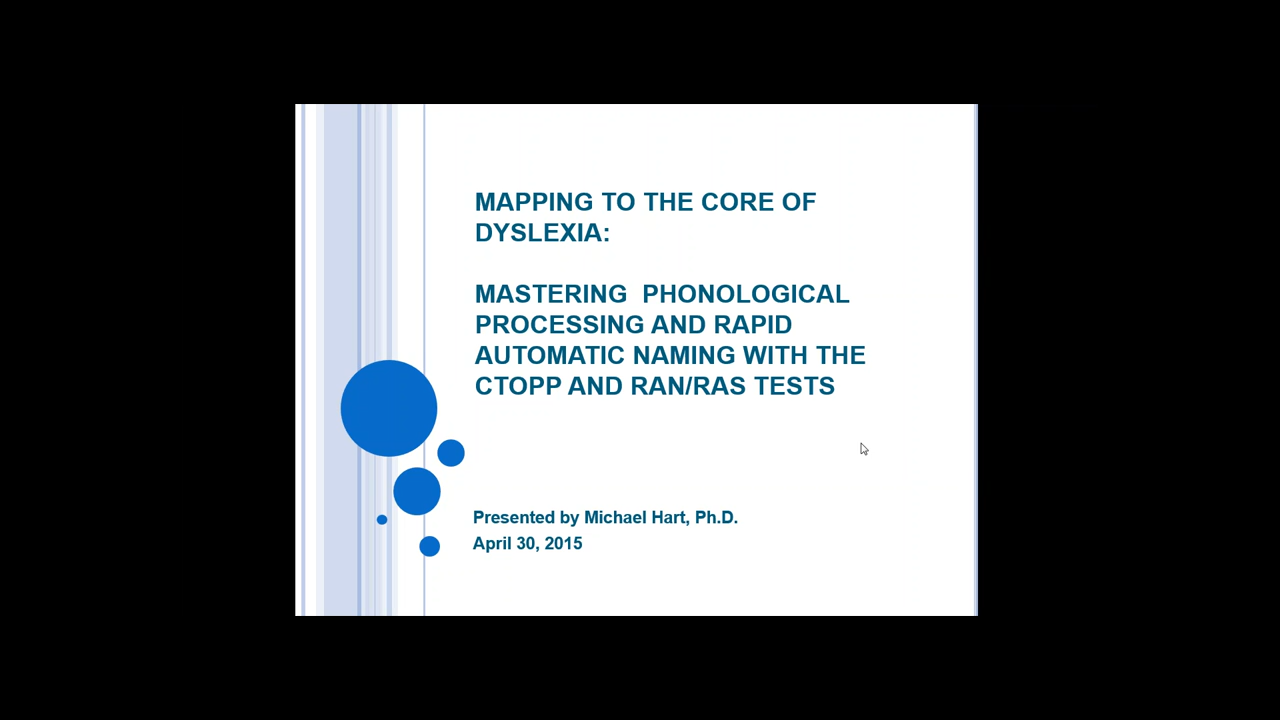 MAPPING TO THE CORE OF
DYSLEXIA:
MASTERING  PHONOLOGICAL
PROCESSING AND RAPID
AUTOMATIC NAMING WITH THE
CTOPP AND RAN/RAS TESTS
Presented by Michael Hart, Ph.D.
April 30, 2015